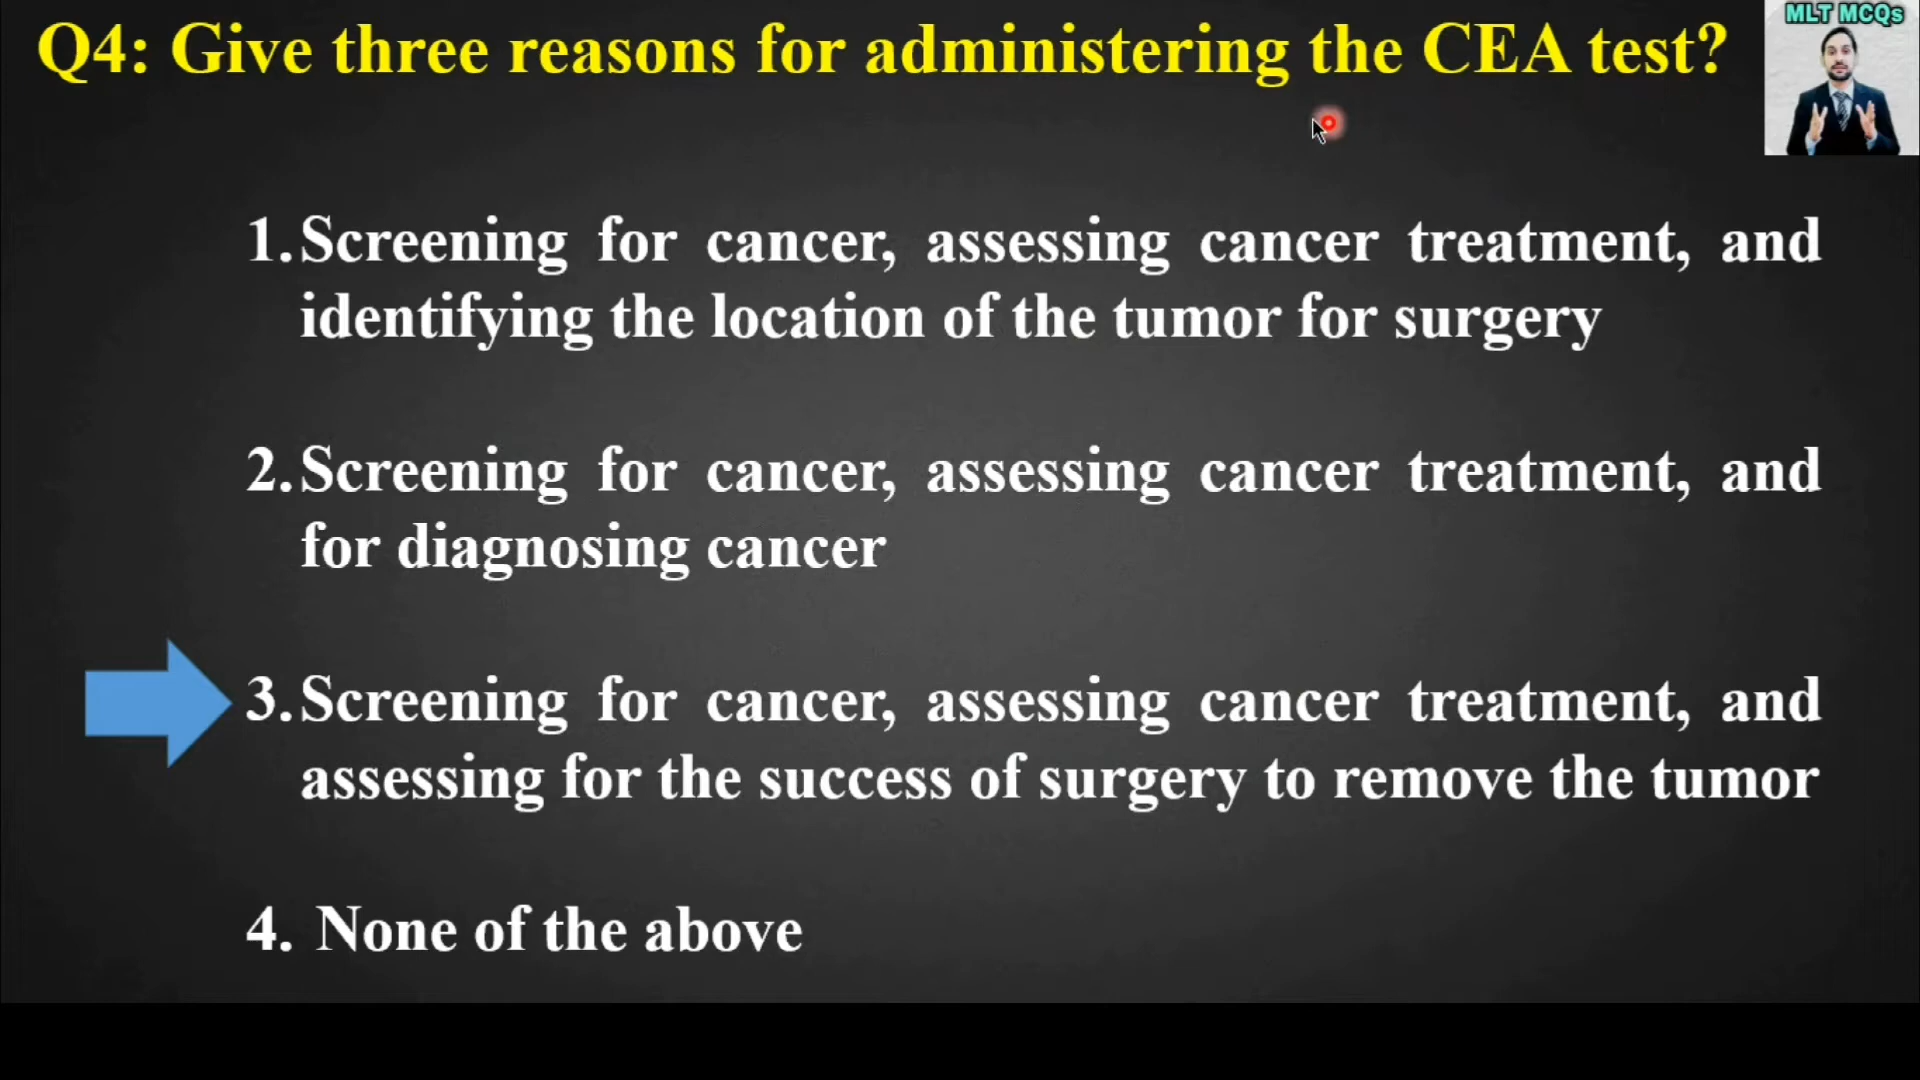 Q4: Give three reasons for administering the CEA test?
MLT MCQs
1. Screening for cancer, assessing cancer treatment, and
identifying the location of the tumor for surgery
2. Screening for cancer, assessing cancer treatment, and
for diagnosing cancer
3. Screening for cancer, assessing cancer treatment, and
assessing for the success of surgery to remove the tumor
4. None of the above